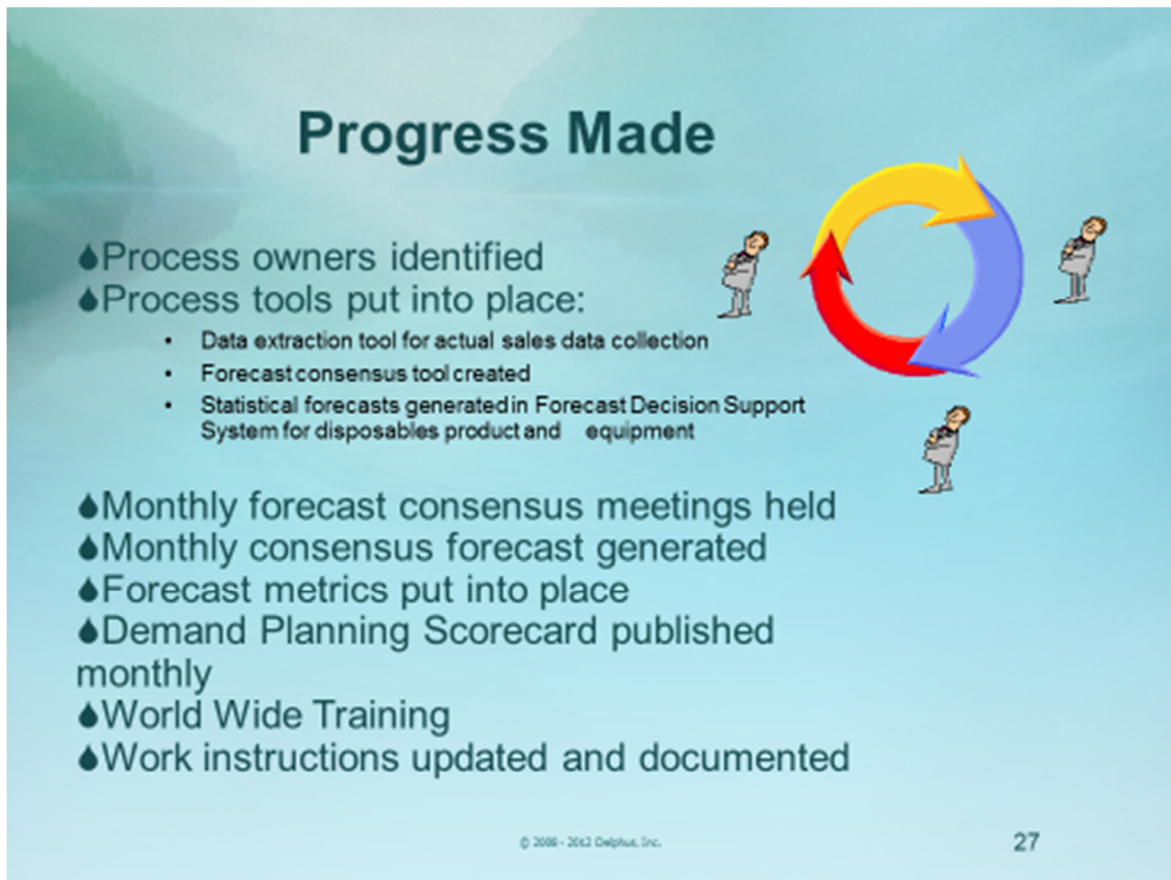 Progress Made
Process owners identified
Process tools put into place:
• Data extraction tool for actual sales data collection
• Forecast consensus tool created
• Statistical forecasts generated in Forecast Decision Support
System for disposables product and equipment
Monthly forecast consensus meetings held
Monthly consensus forecast generated
Forecast metrics put into place
Demand Planning Scorecard published
monthly
World Wide Training
Work instructions updated and documented
© 2008 - 2012 Delphus, Inc.
27